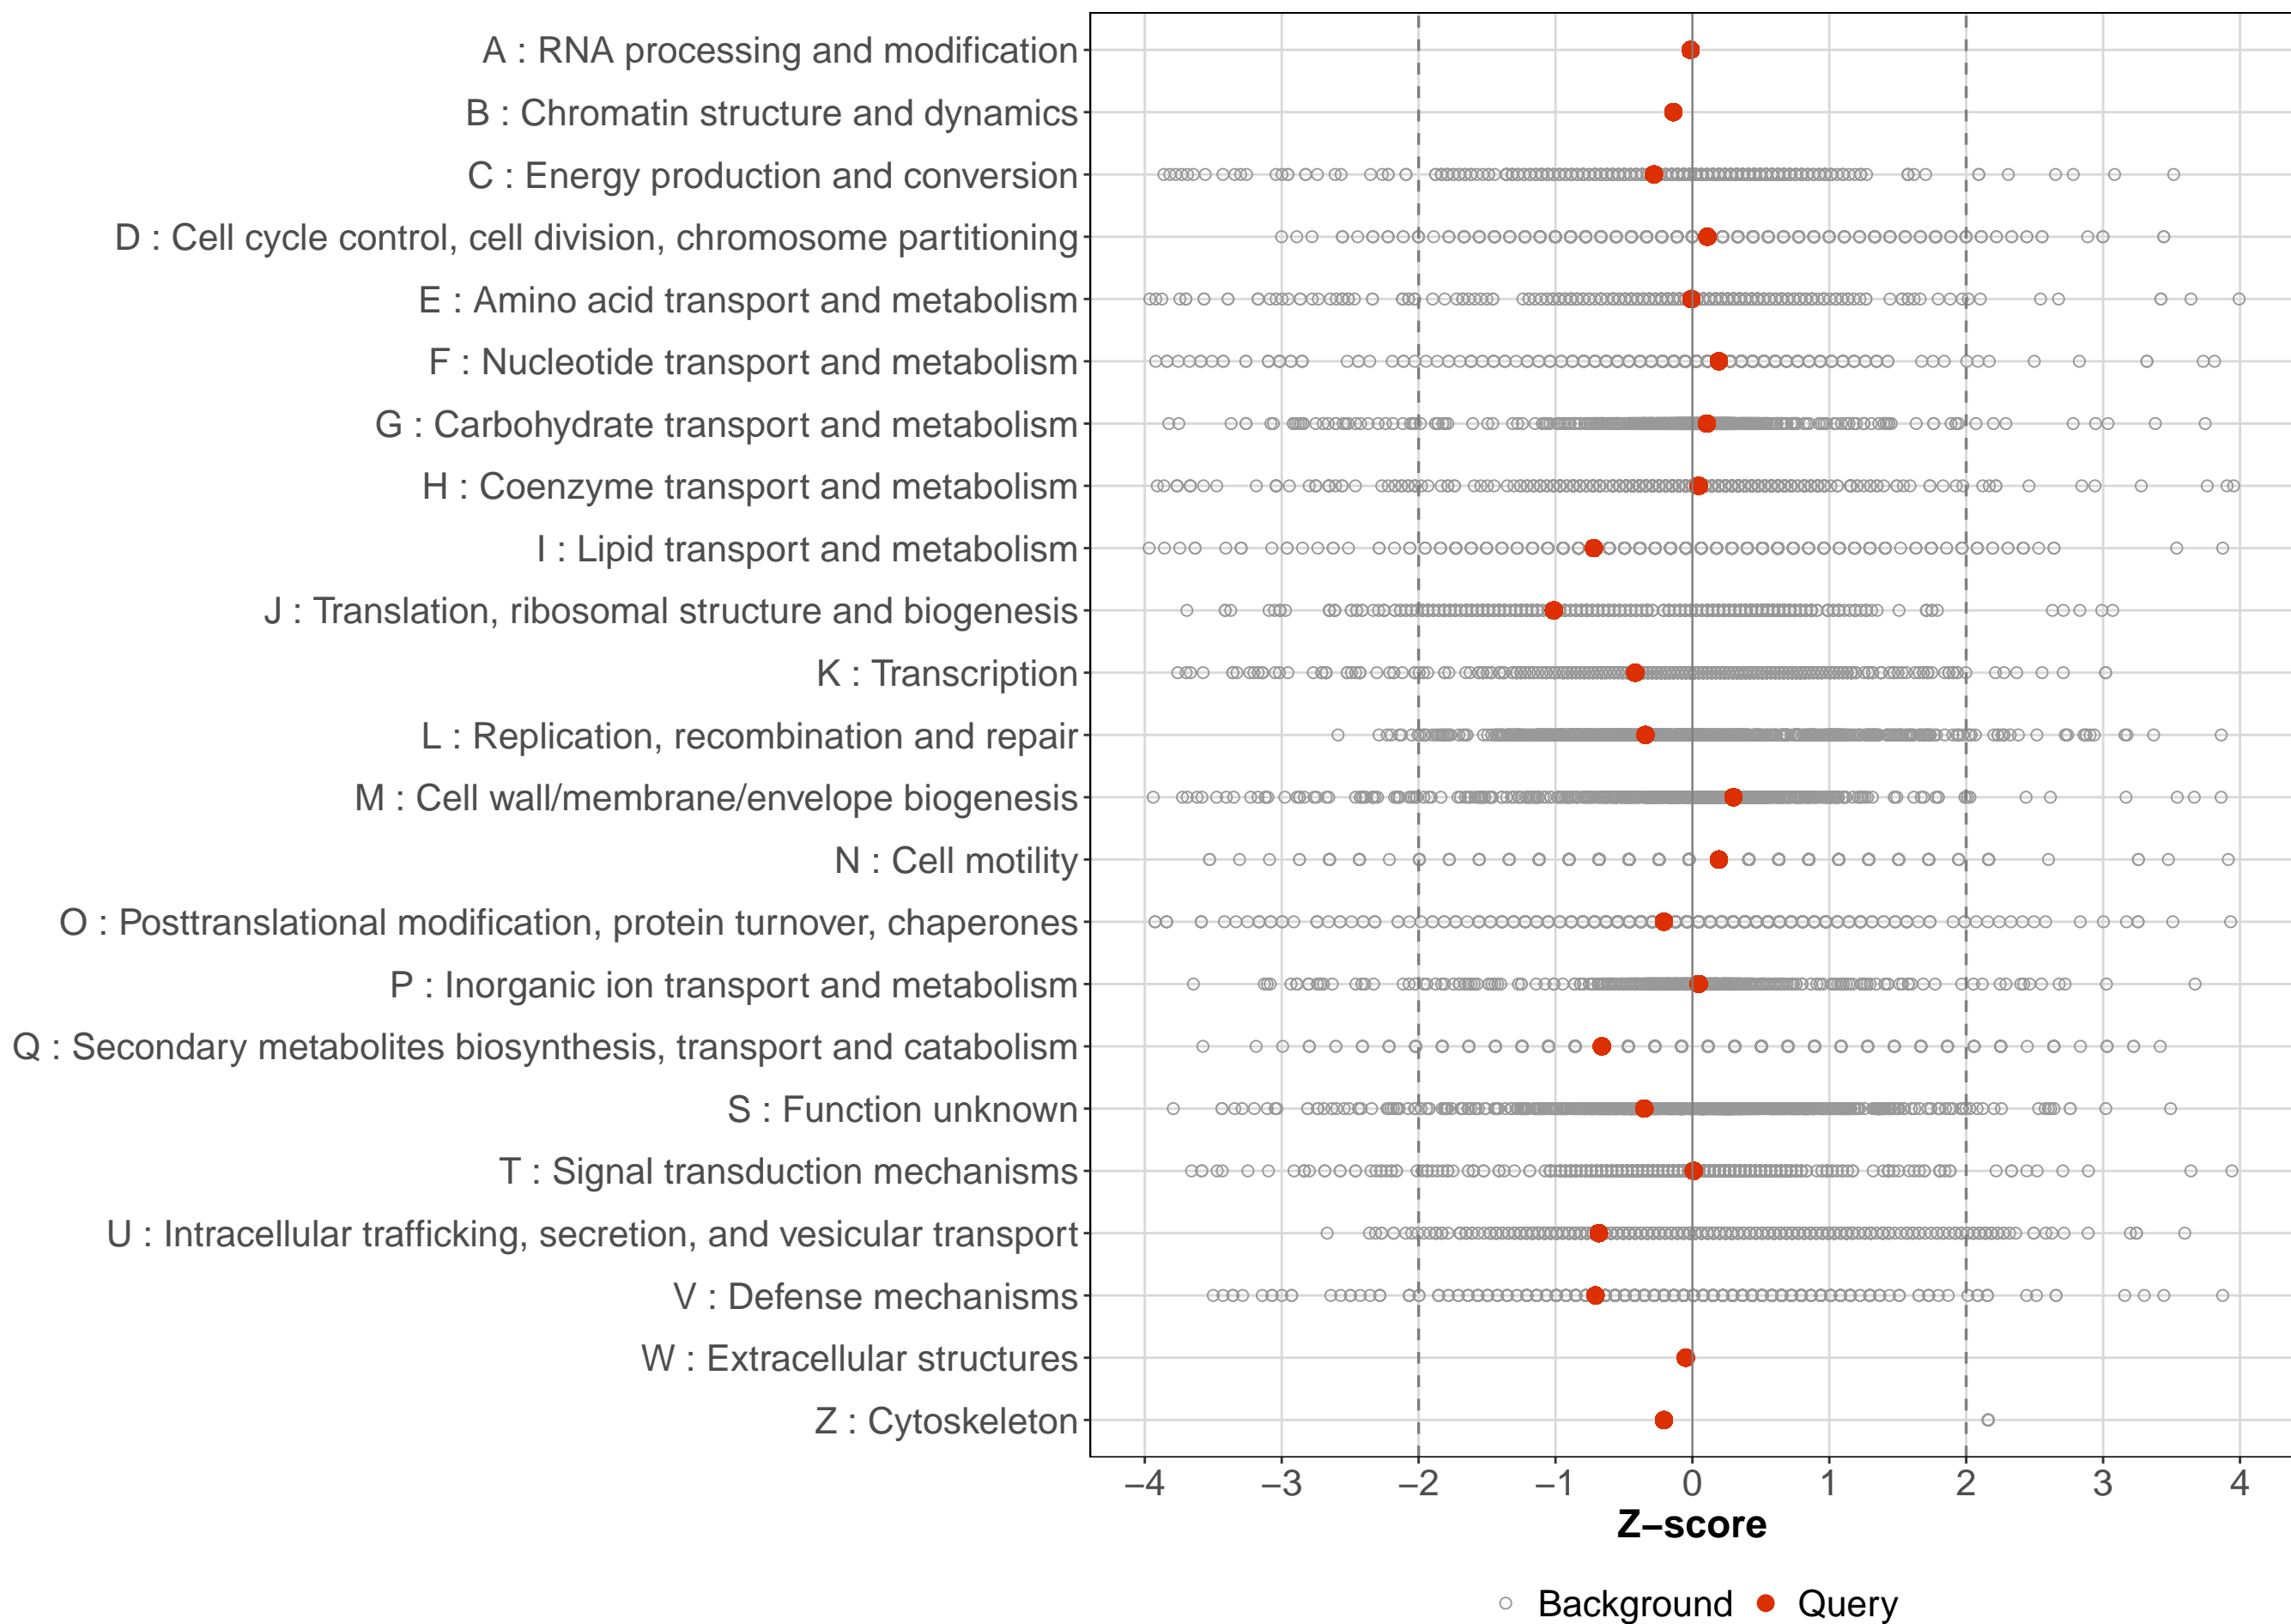 A : RNA processing and modification
B : Chromatin structure and dynamics
C : Energy production and conversion
D : Cell cycle control, cell division, chromosome partitioning
E : Amino acid transport and metabolism
F : Nucleotide transport and metabolism
G : Carbohydrate transport and metabolism
H : Coenzyme transport and metabolism
I : Lipid transport and metabolism
J : Translation, ribosomal structure and biogenesis
K : Transcription
L : Replication, recombination and repair
M : Cell wall/membrane/envelope biogenesis
N : Cell motility
O : Posttranslational modification, protein turnover, chaperones
P : Inorganic ion transport and metabolism
Q : Secondary metabolites biosynthesis, transport and catabolism
S : Function unknown
T : Signal transduction mechanisms
U : Intracellular trafficking, secretion, and vesicular transport
V : Defense mechanisms
W : Extracellular structures
Z : Cytoskeleton
−4 −3 −2 −1 0 1 2 3 4
Z−score
Background Query